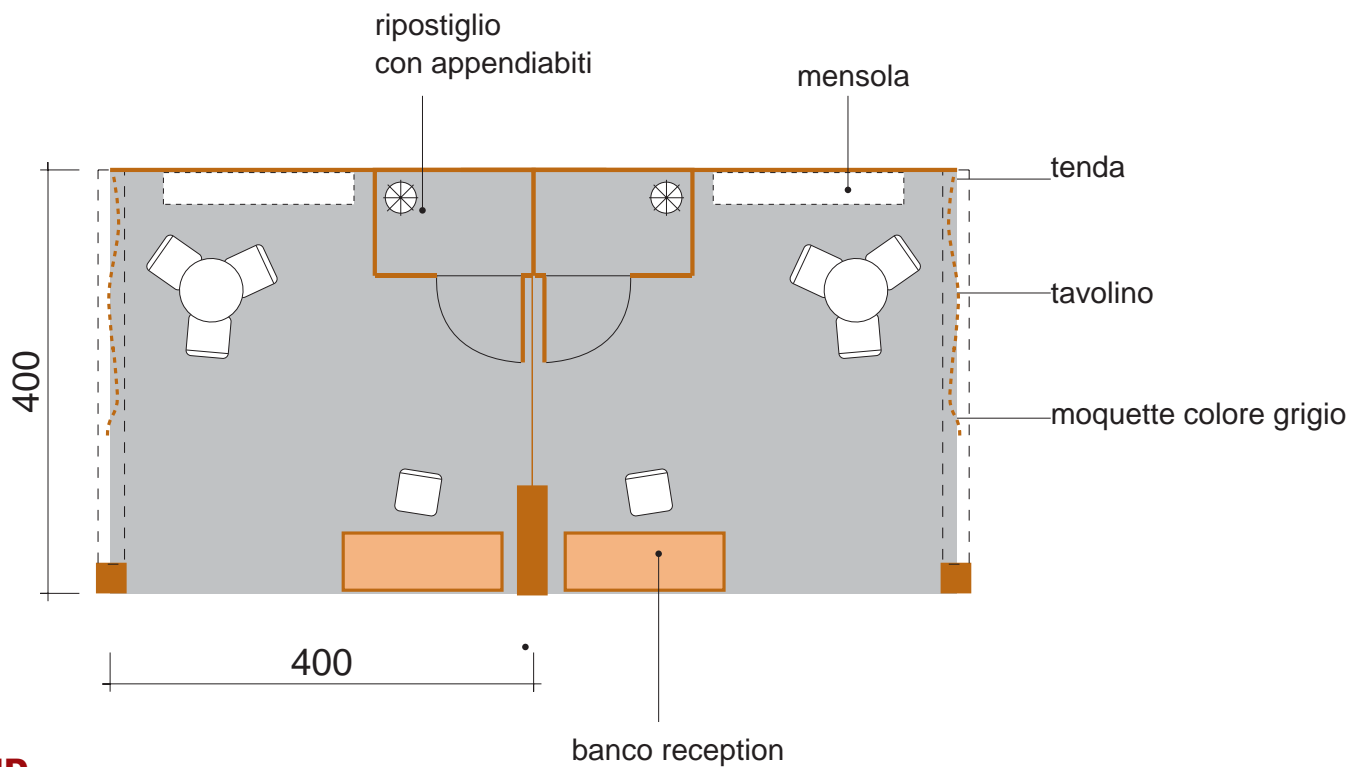 ripostiglio
con appendiabiti
mensola
tenda
tavolino
moquette colore grigio
400
400
banco reception